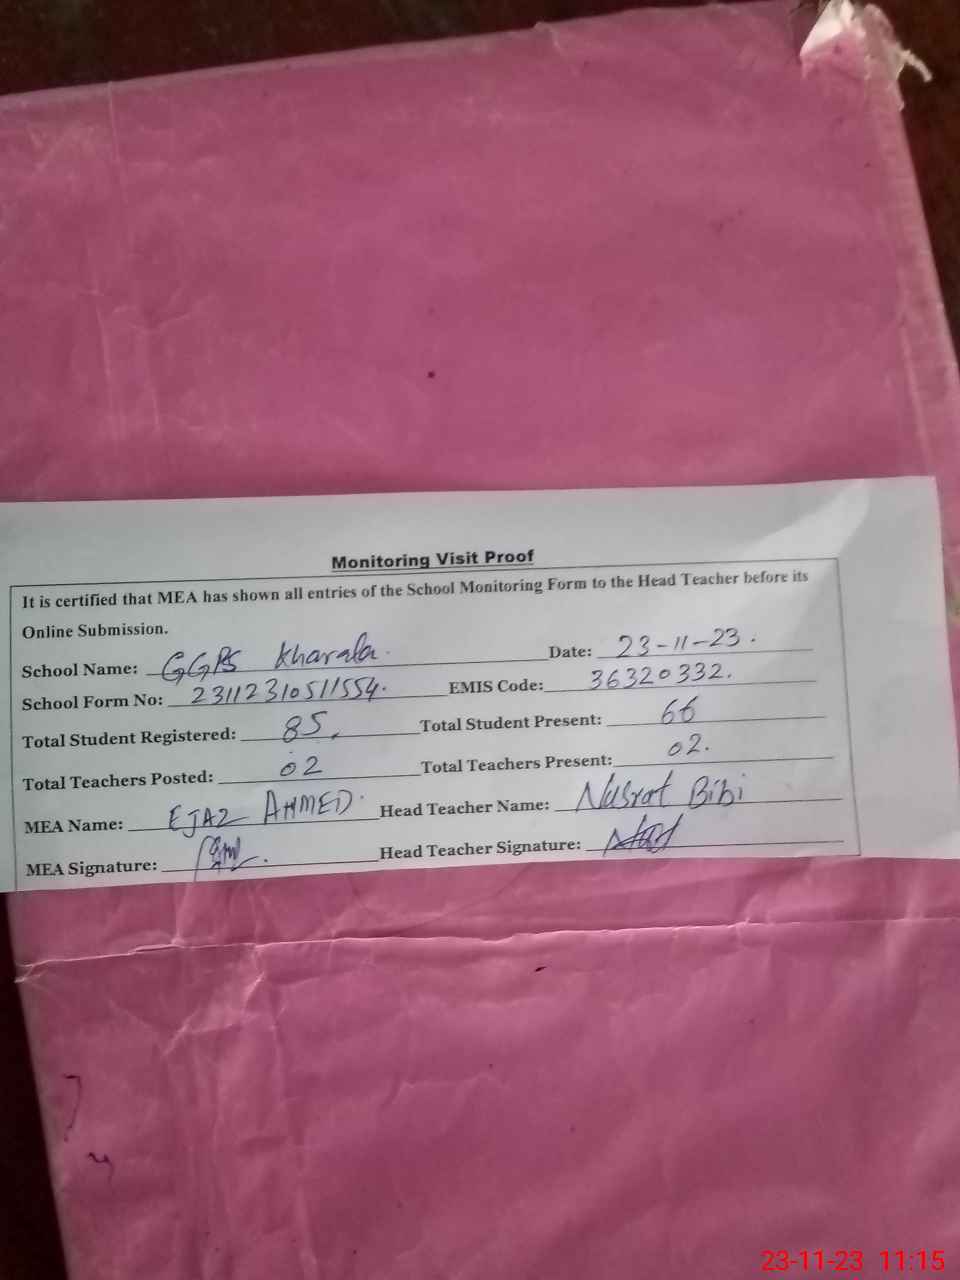 Monitoring Visit Proof
It is certified that MEA has shown all entries of the School Monitoring Form to the Head Teacher before its
Online Submission.
School Name: GGPS Kharala. Date: 23-11-23.
School Form No: 23112310511554. EMIS Code: 36320332.
Total Student Registered: 85. Total Student Present: 66
Total Teachers Posted: 02 Total Teachers Present: 02.
MEA Name: EJAZ AHMED. Head Teacher Name: Nusrat Bibi
MEA Signature: Head Teacher Signature:
23-11-23 11:15